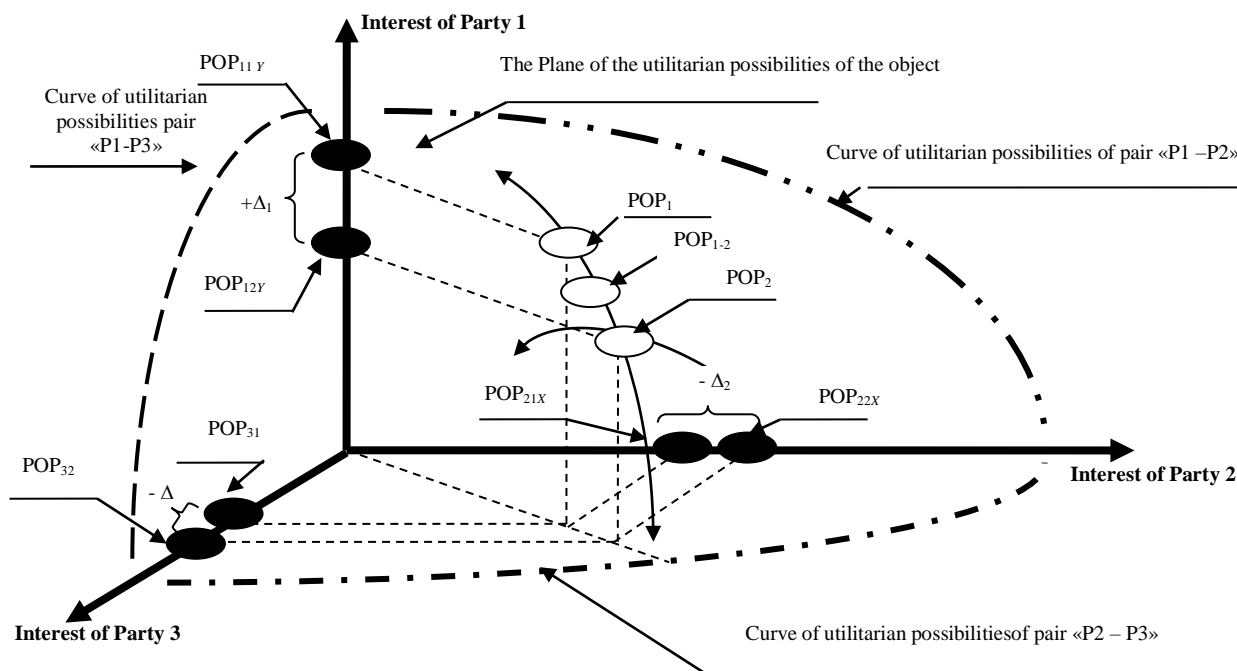 Interest of Party 1
POP11 Y
The Plane of the utilitarian possibilities of the object
Curve of utilitarian
possibilities pair
«P1-P3»
Curve of utilitarian possibilities of pair «P1 –P2»
+Δ1
POP1
POP1-2
POP12Y
POP2
- Δ2
POP21X
POP22X
POP31
POP32
- Δ
Interest of Party 2
Interest of Party 3
Curve of utilitarian possibilitiesof pair «P2 – P3»